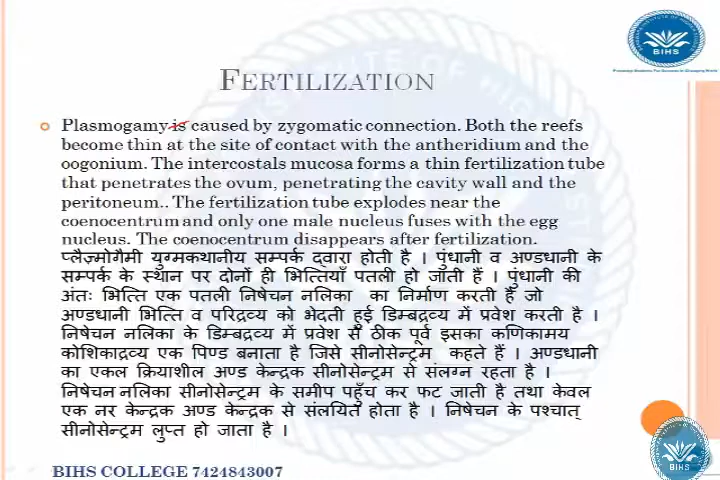 BIHS
FERTILIZATION
Plasmogamy is caused by zygomatic connection. Both the reefs
become thin at the site of contact with the antheridium and the
oogonium. The intercostals mucosa forms a thin fertilization tube
that penetrates the ovum, penetrating the cavity wall and the
peritoneum.. The fertilization tube explodes near the
coenocentrum and only one male nucleus fuses with the egg
nucleus. The coenocentrum disappears after fertilization.
प्लैज़्मोगैमी युग्मकधानीय सम्पर्क द्वारा होती है । पुंधानी व अण्डधानी के
सम्पर्क के स्थान पर दोनों ही भित्तियाँ पतली हो जाती हैं । पुंधानी की
अंतः भित्ति एक पतली निषेचन नलिका का निर्माण करती है जो
अण्डधानी भित्ति व परिद्रव्य को भेदती हुई डिम्बद्रव्य में प्रवेश करती है ।
निषेचन नलिका के डिम्बद्रव्य में प्रवेश से ठीक पूर्व इसका कणिकामय
कोशिकाद्रव्य एक पिण्ड बनाता है जिसे सीनोसेन्ट्रम कहते हैं । अण्डधानी
का एकल क्रियाशील अण्ड केन्द्रक सीनोसेन्ट्रम से संलग्न रहता है ।
निषेचन नलिका सीनोसेन्ट्रम के समीप पहुँच कर फट जाती है तथा केवल
एक नर केन्द्रक अण्ड केन्द्रक से संलयित होता है । निषेचन के पश्चात्
सीनोसेन्ट्रम लुप्त हो जाता है ।
BIHS COLLEGE 7424843007
BIHS